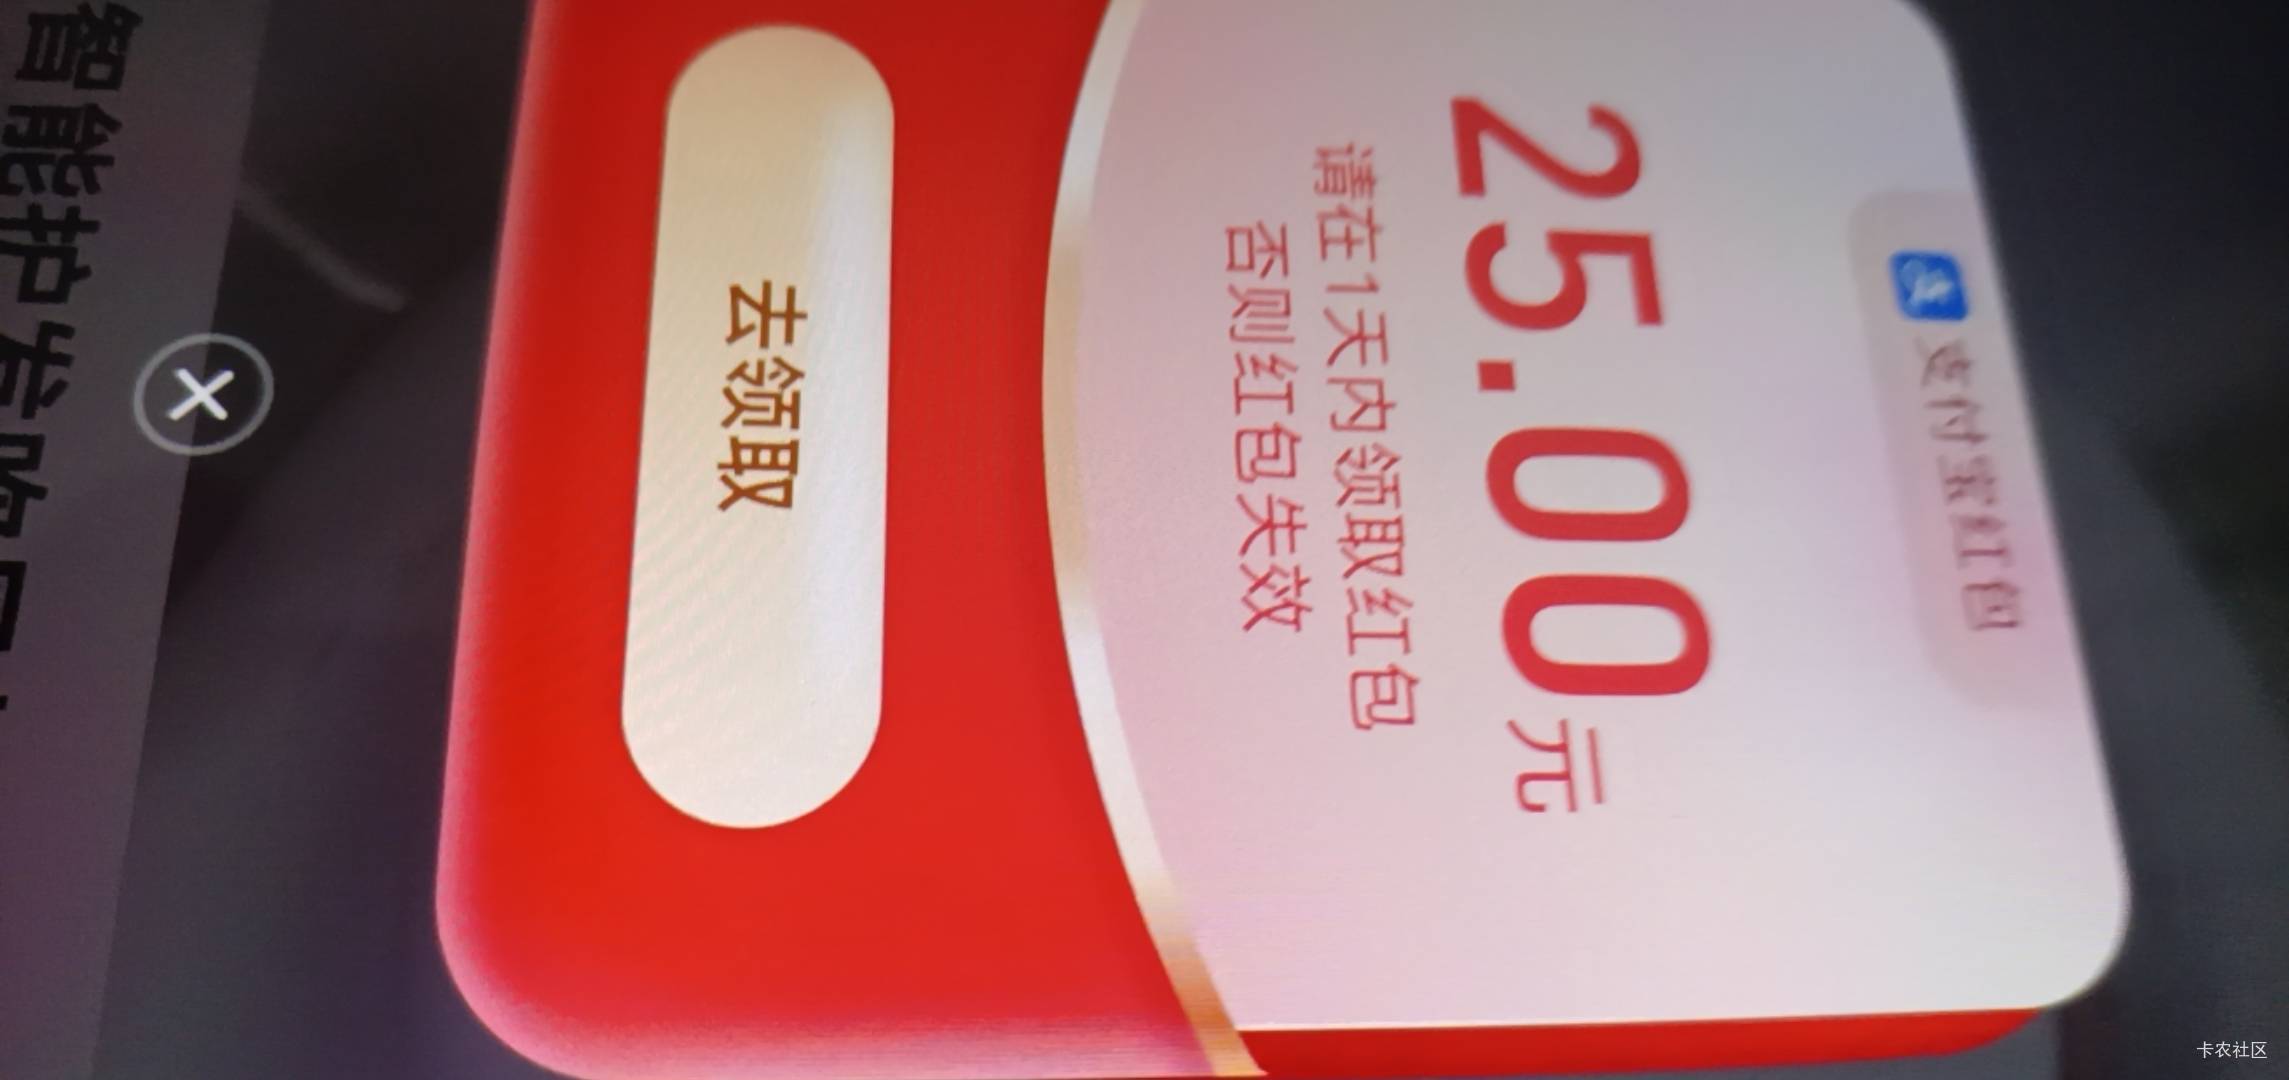 支付宝红包
25.00元
请在1天内领取红包
否则红包失效
去领取
智能护发
卡农社区